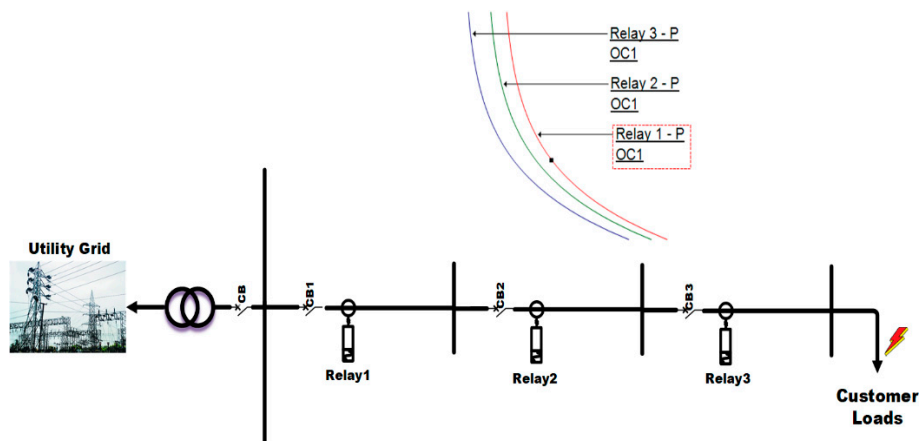 Relay 3 - P
OC1
Relay 2 - P
OC1
Relay 1 - P
OC1
Utility Grid
CB
CB1
CB2
CB3
Relay1
Relay2
Relay3
Customer
Loads